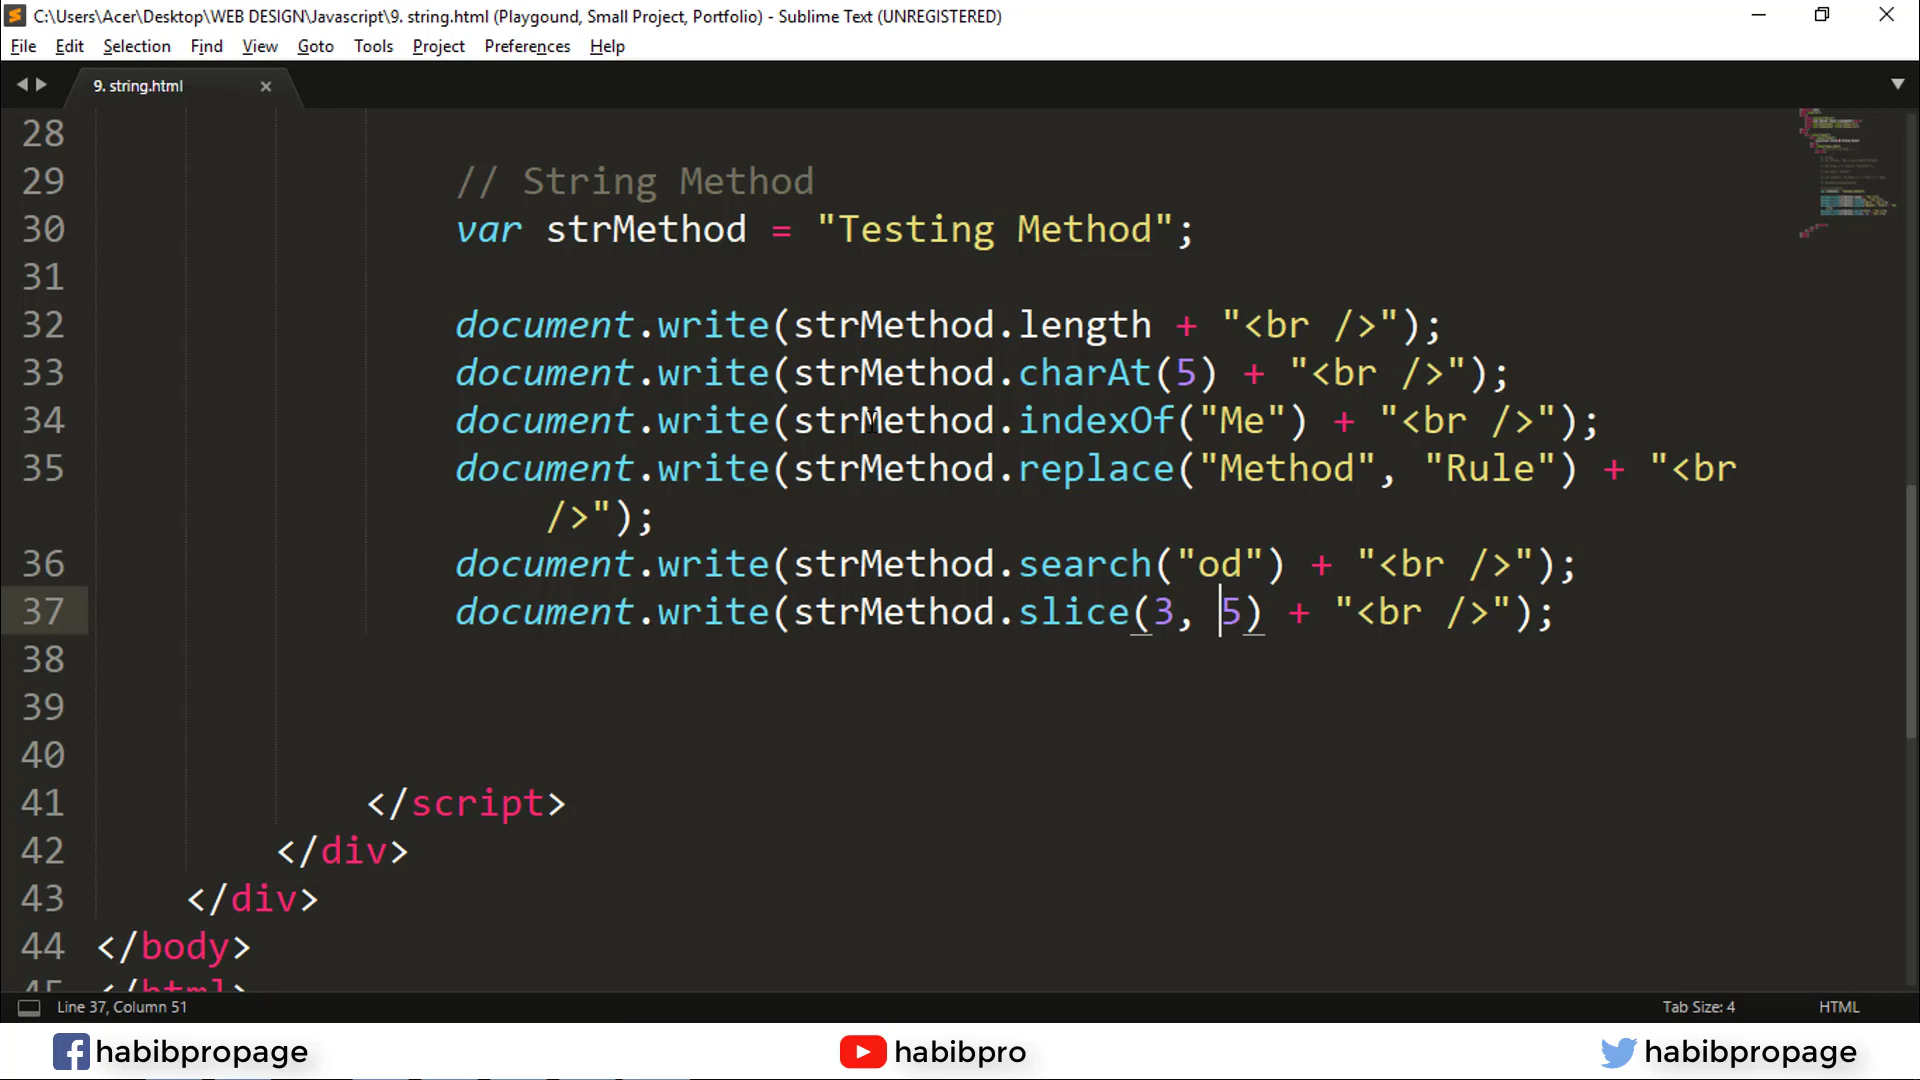 C:\Users\Acer\Desktop\WEB DESIGN\Javascript\9. string.html (Playgound, Small Project, Portfolio) - Sublime Text (UNREGISTERED)
File Edit Selection Find View Goto Tools Project Preferences Help
9. string.html
28
29 // String Method
30 var strMethod = "Testing Method";
31
32 document.write(strMethod.length + "<br />");
33 document.write(strMethod.charAt(5) + "<br />");
34 document.write(strMethod.indexOf("Me") + "<br />");
35 document.write(strMethod.replace("Method", "Rule") + "<br
/>");
36 document.write(strMethod.search("od") + "<br />");
37 document.write(strMethod.slice(3, 5) + "<br />");
38
39
40
41 </script>
42 </div>
43 </div>
44 </body>
45 </html>
Line 37, Column 51 Tab Size: 4 HTML
habibpropage habibpro habibpropage